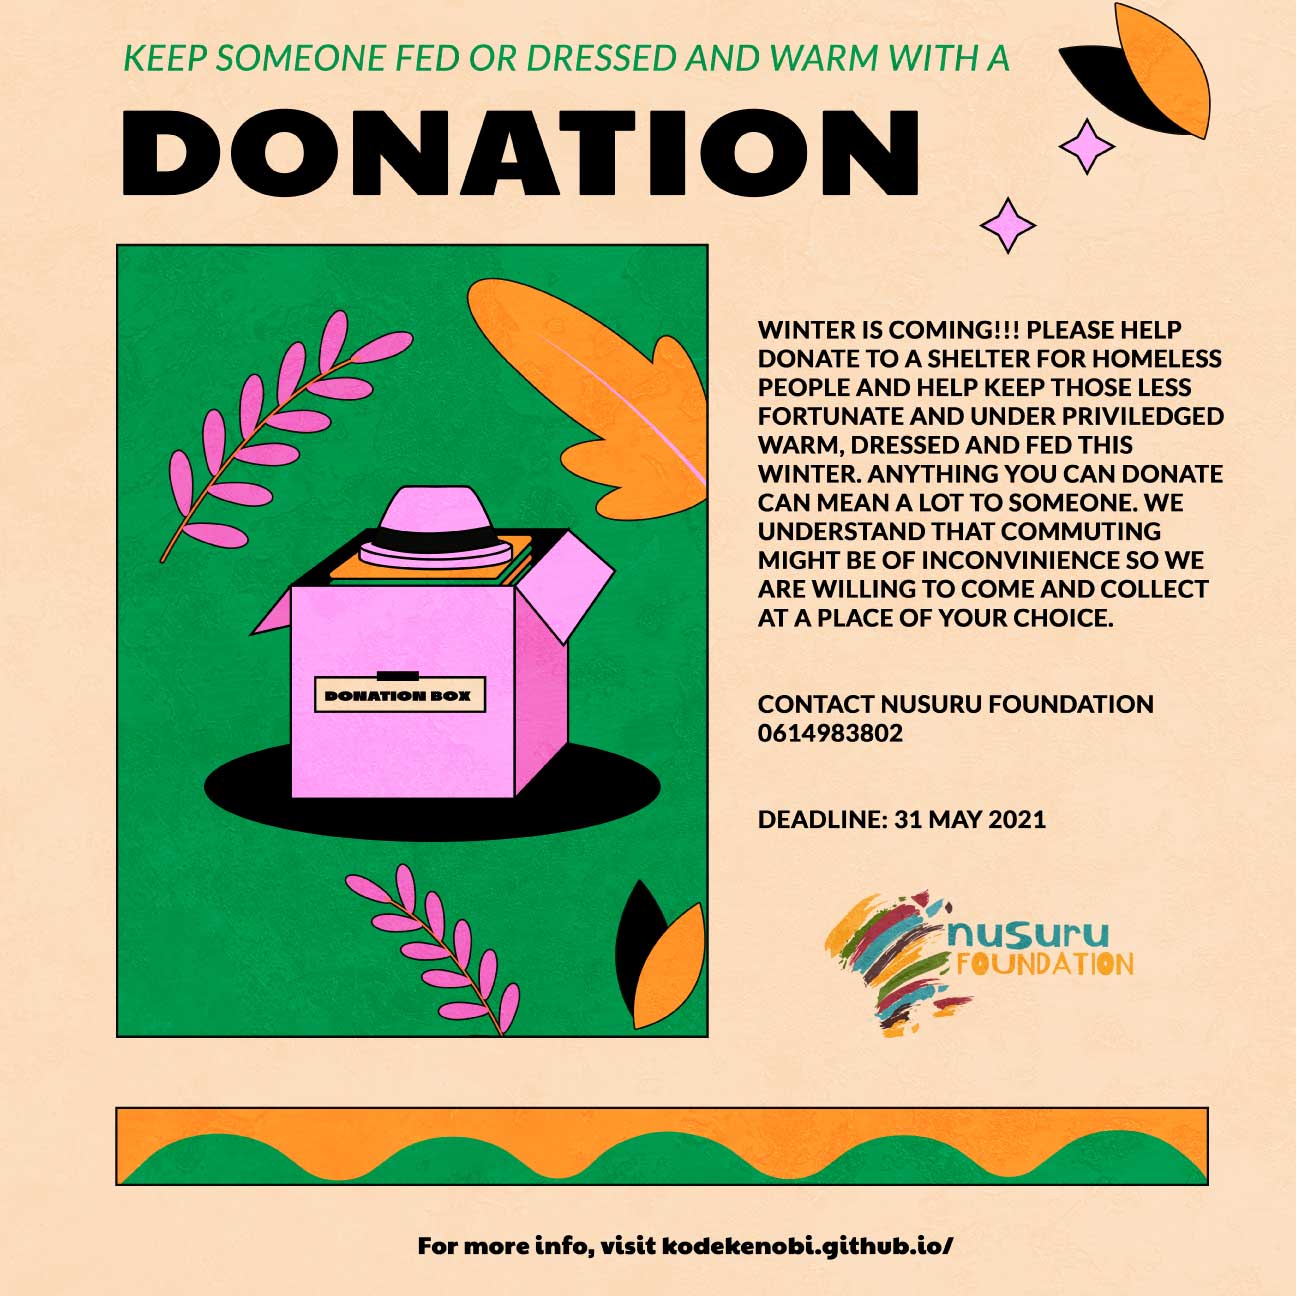 KEEP SOMEONE FED OR DRESSED AND WARM WITH A
DONATION
WINTER IS COMING!!! PLEASE HELP
DONATE TO A SHELTER FOR HOMELESS
PEOPLE AND HELP KEEP THOSE LESS
FORTUNATE AND UNDER PRIVILEDGED
WARM, DRESSED AND FED THIS
WINTER. ANYTHING YOU CAN DONATE
CAN MEAN A LOT TO SOMEONE. WE
UNDERSTAND THAT COMMUTING
MIGHT BE OF INCONVINIENCE SO WE
ARE WILLING TO COME AND COLLECT
AT A PLACE OF YOUR CHOICE.
DONATION BOX
CONTACT NUSURU FOUNDATION
0614983802
DEADLINE: 31 MAY 2021
nusuru
FOUNDATION
For more info, visit kodekenobi.github.io/